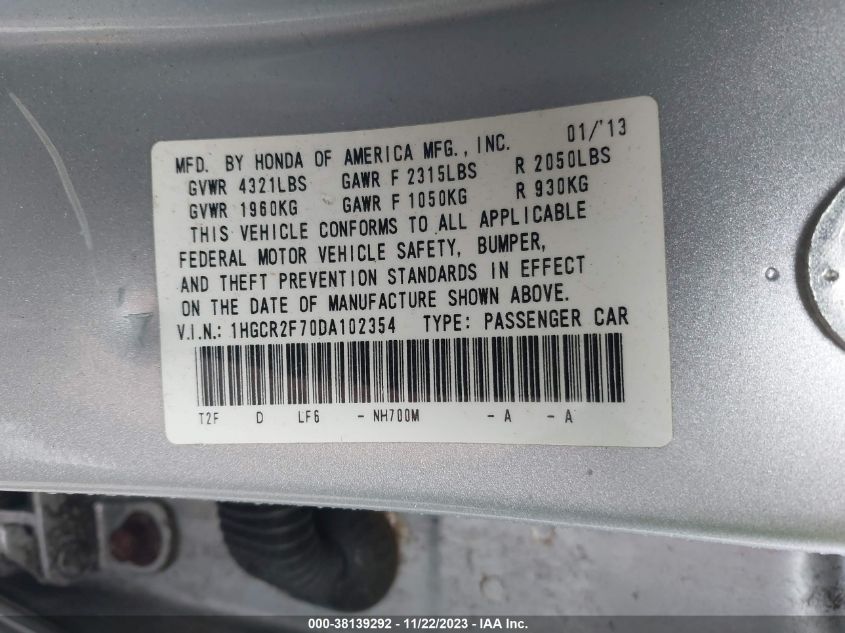 MFD. BY HONDA OF AMERICA MFG., INC. 01/'13
GVWR 4321LBS GAWR F 2315LBS R 2050LBS
GVWR 1960KG GAWR F 1050KG R 930KG
THIS VEHICLE CONFORMS TO ALL APPLICABLE
FEDERAL MOTOR VEHICLE SAFETY, BUMPER,
AND THEFT PREVENTION STANDARDS IN EFFECT
ON THE DATE OF MANUFACTURE SHOWN ABOVE.
V.I.N.: 1HGCR2F70DA102354 TYPE: PASSENGER CAR
T2F D LF6 - NH700M - A - A
000-38139292 - 11/22/2023 - IAA Inc.